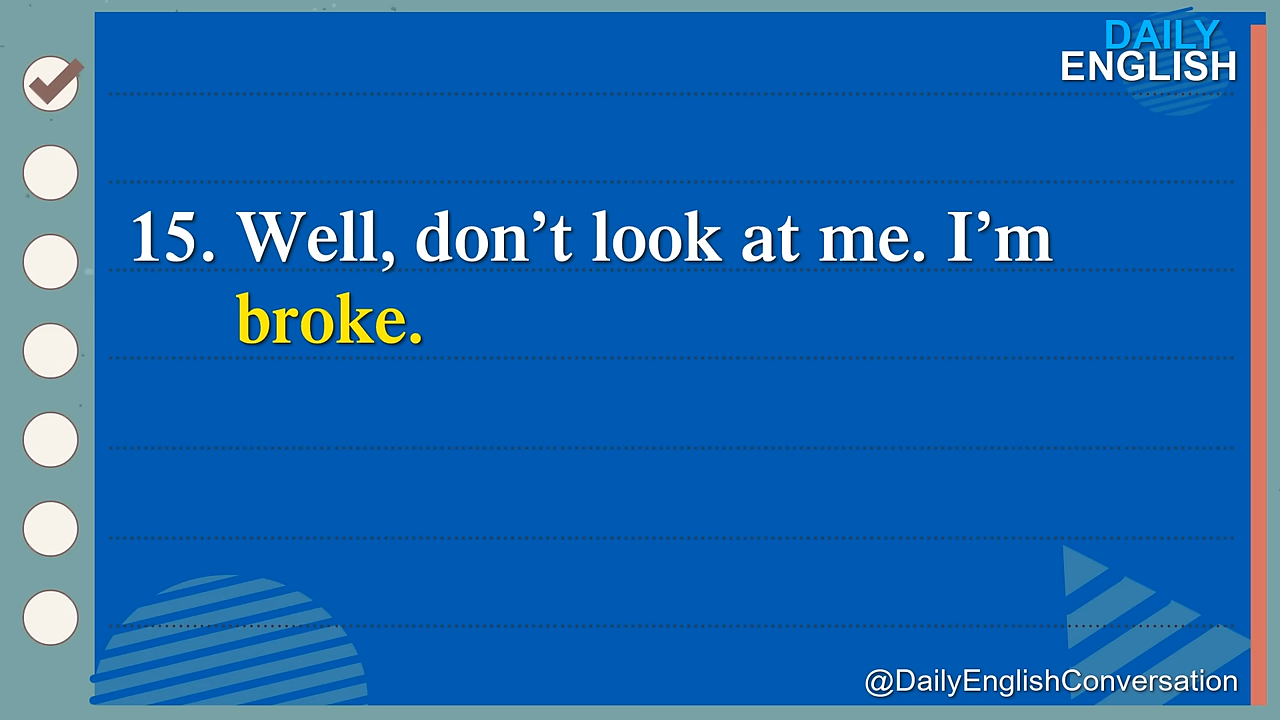 DAILY
ENGLISH
15. Well, don’t look at me. I’m
broke.
@DailyEnglishConversation